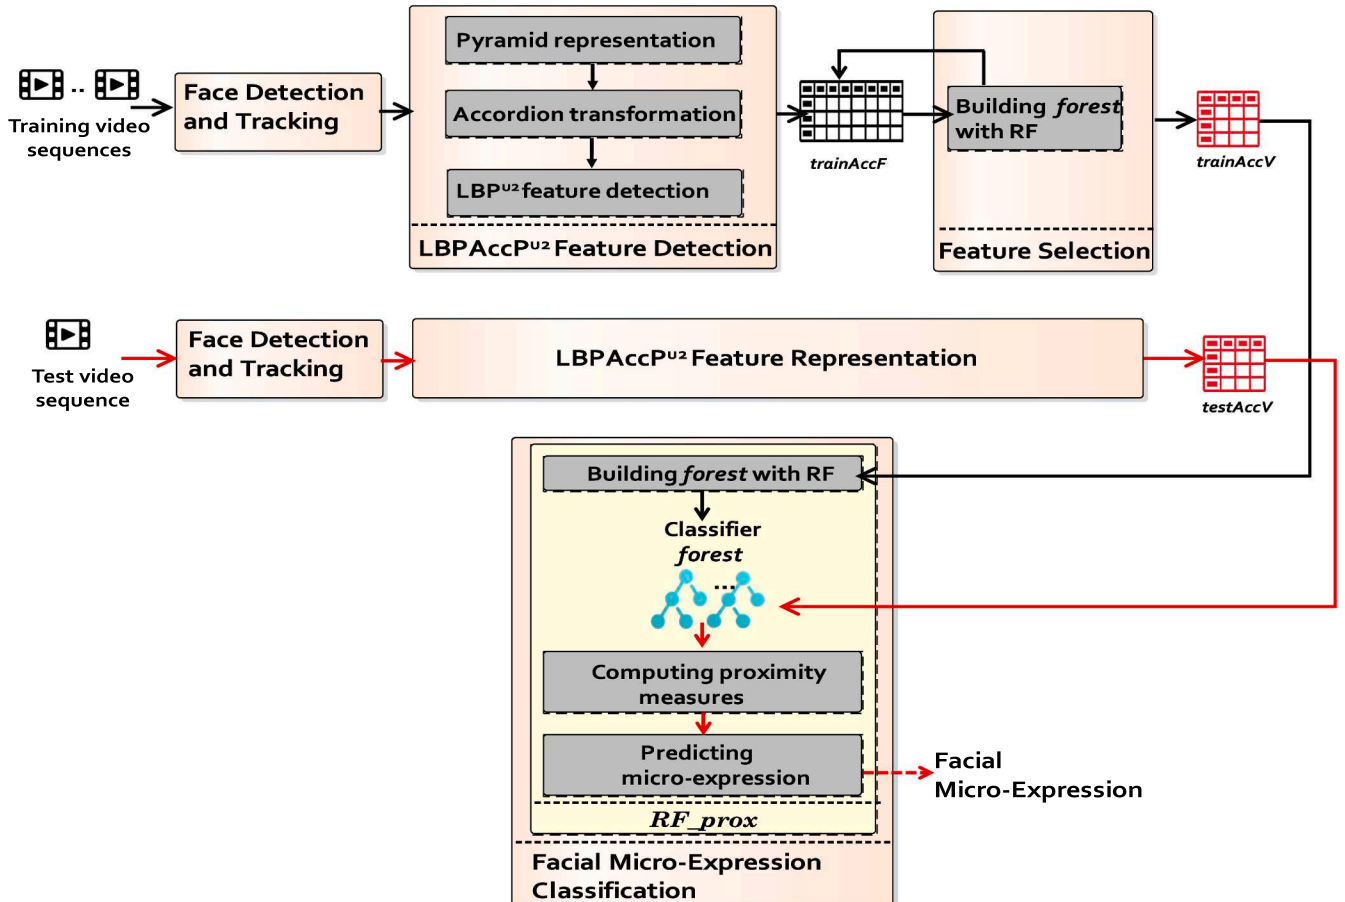 Pyramid representation
Accordion transformation
LBPᵁ² feature detection
LBPAccPᵁ² Feature Detection
Face Detection
and Tracking
..
Training video
sequences
trainAccF
Building forest
with RF
Feature Selection
trainAccV
Test video
sequence
Face Detection
and Tracking
LBPAccPᵁ² Feature Representation
testAccV
Building forest with RF
Classifier
forest
...
Computing proximity
measures
Predicting
micro-expression
RF_prox
Facial
Micro-Expression
Facial Micro-Expression
Classification